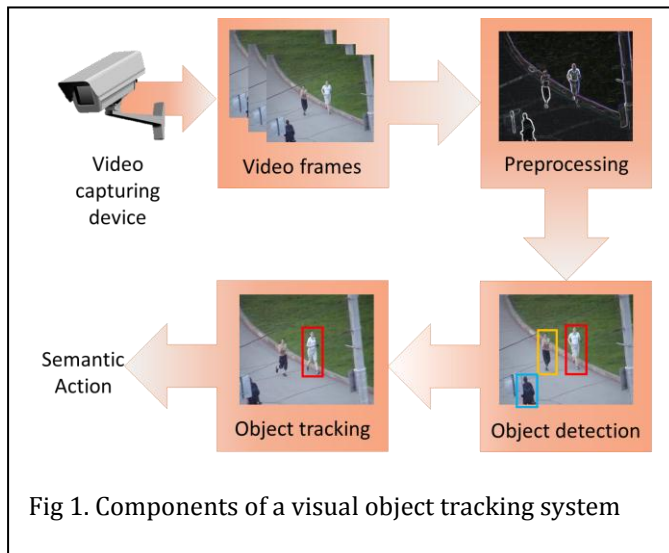 Video
capturing
device
Video frames
Preprocessing
Semantic
Action
Object tracking
Object detection
Fig 1. Components of a visual object tracking system